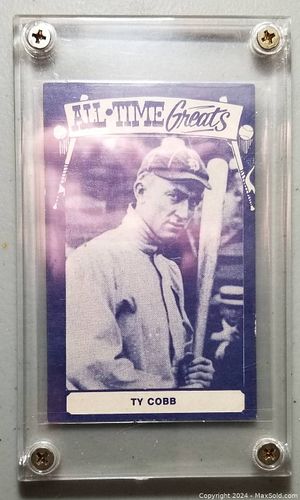 ALL•TIME Greats
TY COBB
Copyright 2024 - MaxSold.com